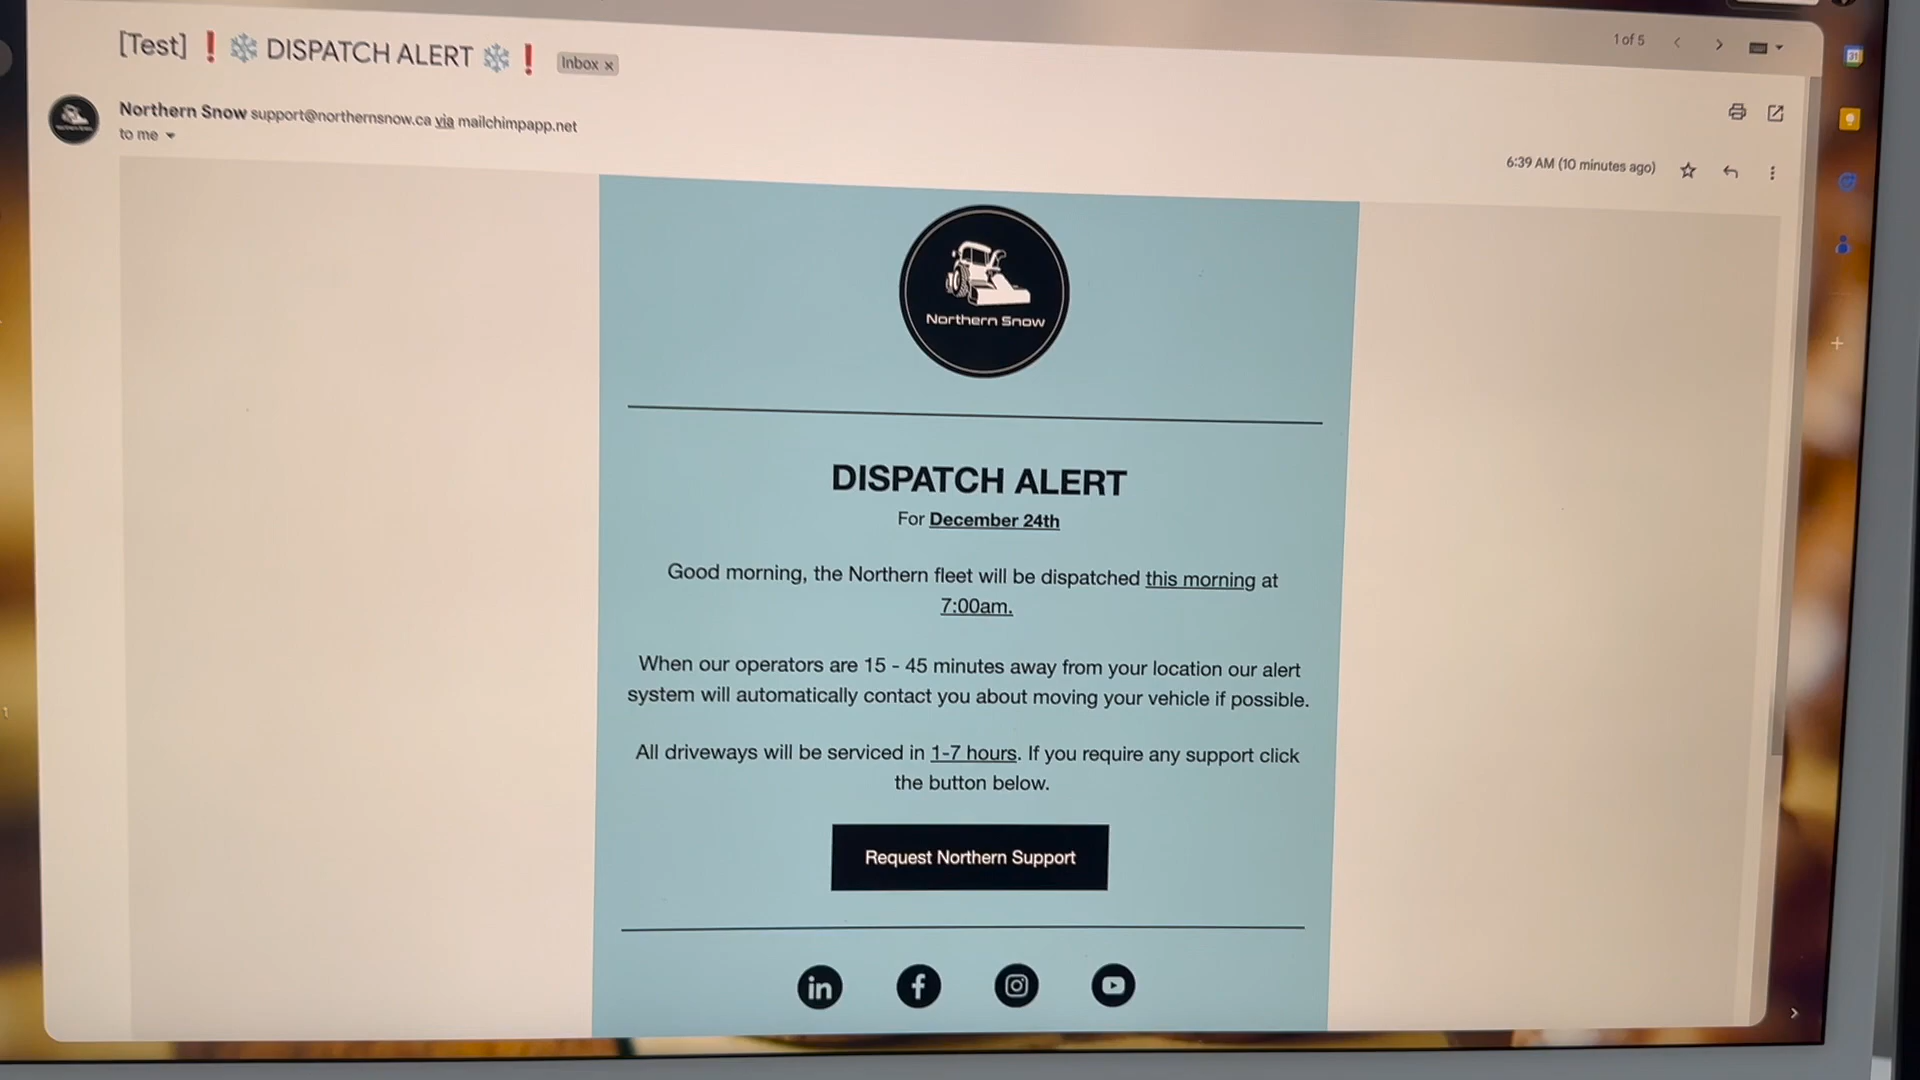 [Test] ❗❄️ DISPATCH ALERT ❄️❗ Inbox x
1 of 5
Northern Snow support@northernsnow.ca via mailchimpapp.net
to me
6:39 AM (10 minutes ago)
31
Northern Snow
DISPATCH ALERT
For December 24th
Good morning, the Northern fleet will be dispatched this morning at
7:00am.
When our operators are 15 - 45 minutes away from your location our alert
system will automatically contact you about moving your vehicle if possible.
All driveways will be serviced in 1-7 hours. If you require any support click
the button below.
Request Northern Support
in f